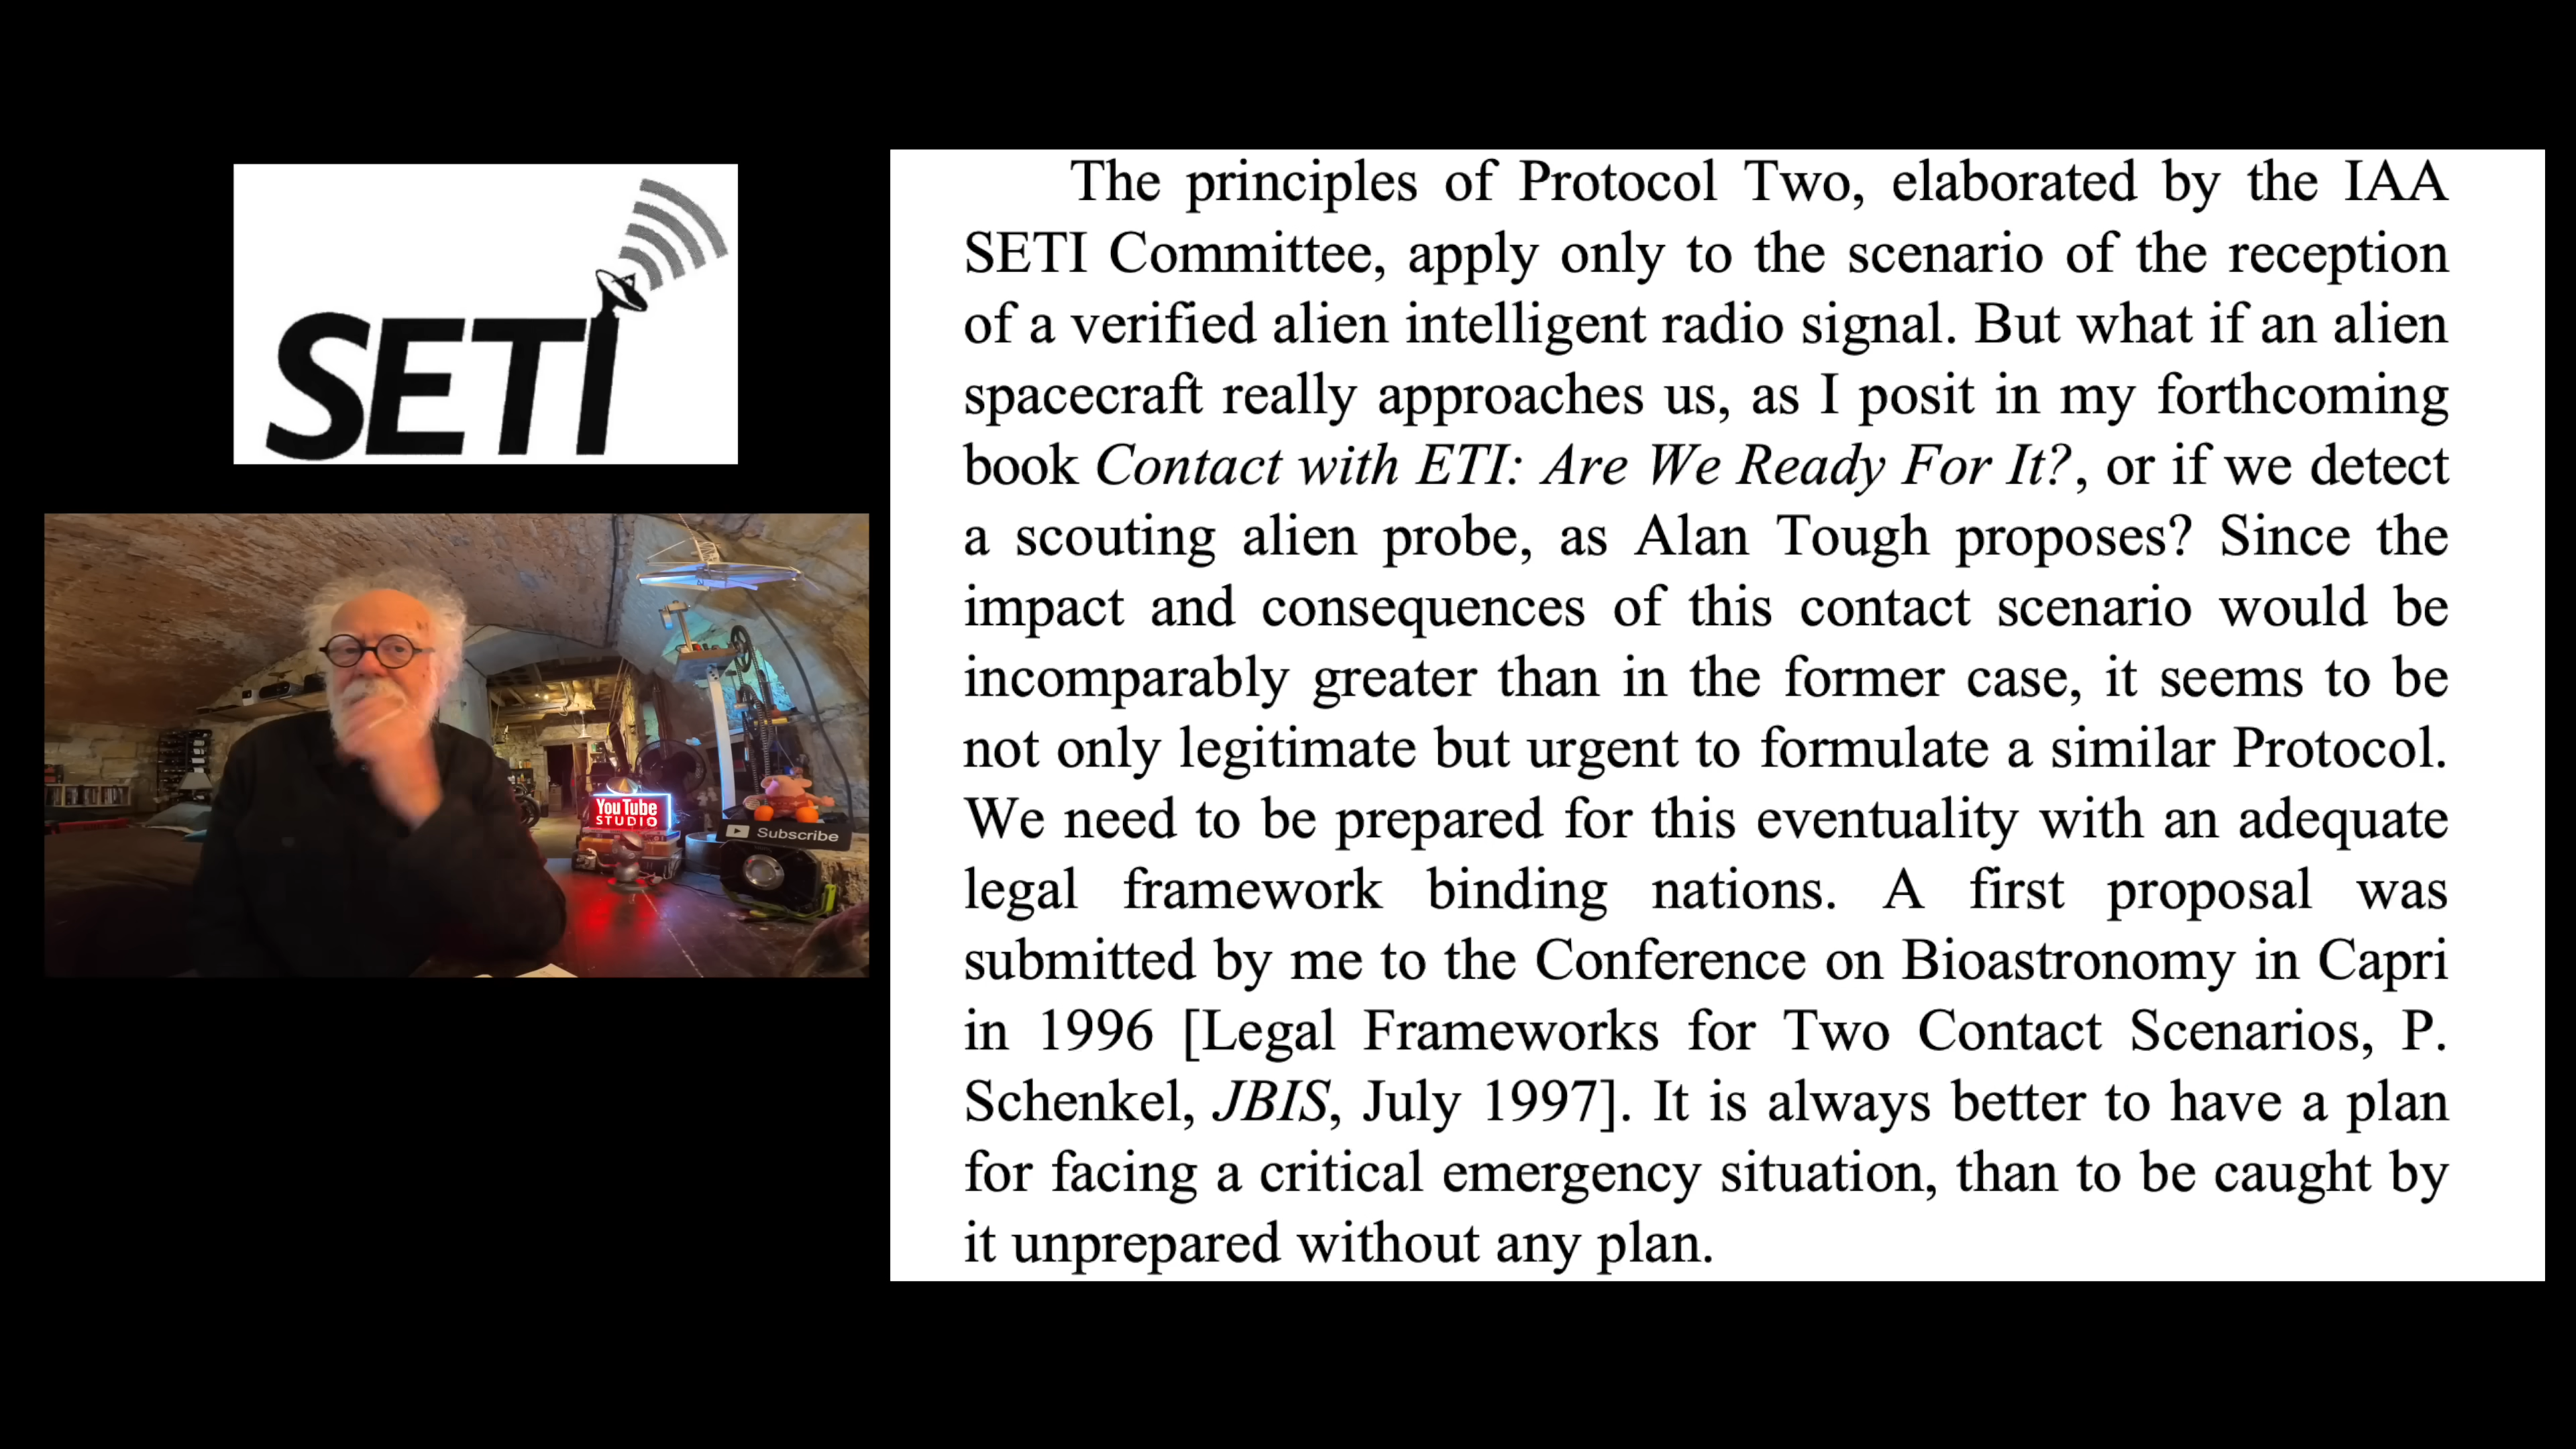 SETI
YouTube
STUDIO
Subscribe
The principles of Protocol Two, elaborated by the IAA
SETI Committee, apply only to the scenario of the reception
of a verified alien intelligent radio signal. But what if an alien
spacecraft really approaches us, as I posit in my forthcoming
book Contact with ETI: Are We Ready For It?, or if we detect
a scouting alien probe, as Alan Tough proposes? Since the
impact and consequences of this contact scenario would be
incomparably greater than in the former case, it seems to be
not only legitimate but urgent to formulate a similar Protocol.
We need to be prepared for this eventuality with an adequate
legal framework binding nations. A first proposal was
submitted by me to the Conference on Bioastronomy in Capri
in 1996 [Legal Frameworks for Two Contact Scenarios, P.
Schenkel, JBIS, July 1997]. It is always better to have a plan
for facing a critical emergency situation, than to be caught by
it unprepared without any plan.